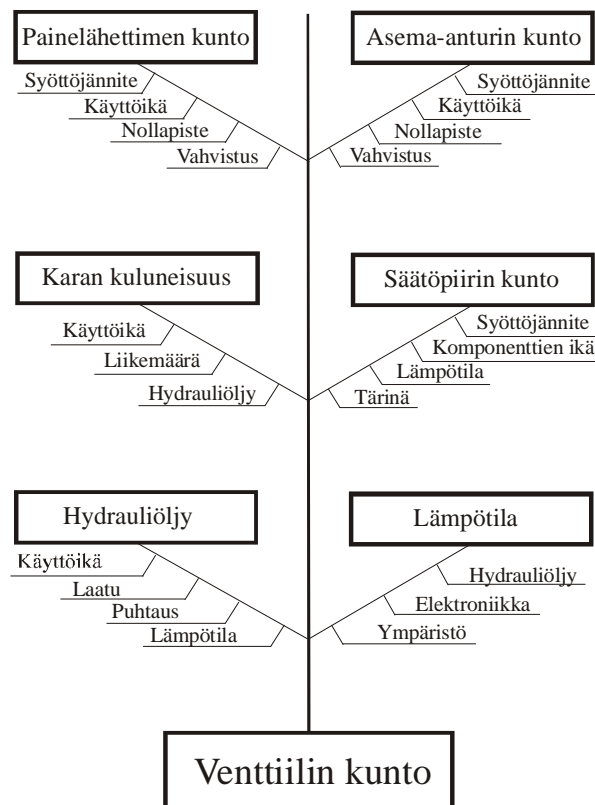 Painelähettimen kunto
Syöttöjännite
Käyttöikä
Nollapiste
Vahvistus
Asema-anturin kunto
Syöttöjännite
Käyttöikä
Nollapiste
Vahvistus
Karan kuluneisuus
Käyttöikä
Liikemäärä
Hydrauliöljy
Säätöpiirin kunto
Syöttöjännite
Komponenttien ikä
Lämpötila
Tärinä
Hydrauliöljy
Käyttöikä
Laatu
Puhtaus
Lämpötila
Lämpötila
Hydrauliöljy
Elektroniikka
Ympäristö
Venttiilin kunto